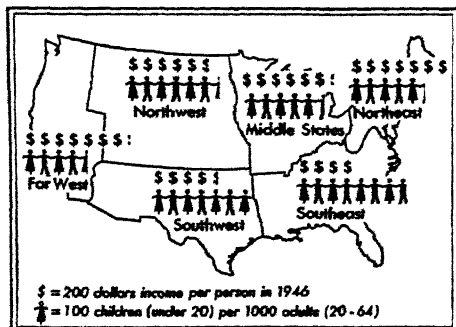 $ $ $ $ $ $ $
Northwest
$ $ $ $ $ $ $
Middle States
$ $ $ $ $ $ $
Northeast
$ $ $ $ $ $ $
Far West
$ $ $ $ $
Southwest
$ $ $ $
Southeast
$ = 200 dollars income per person in 1946
= 100 children (under 20) per 1000 adults (20 - 64)